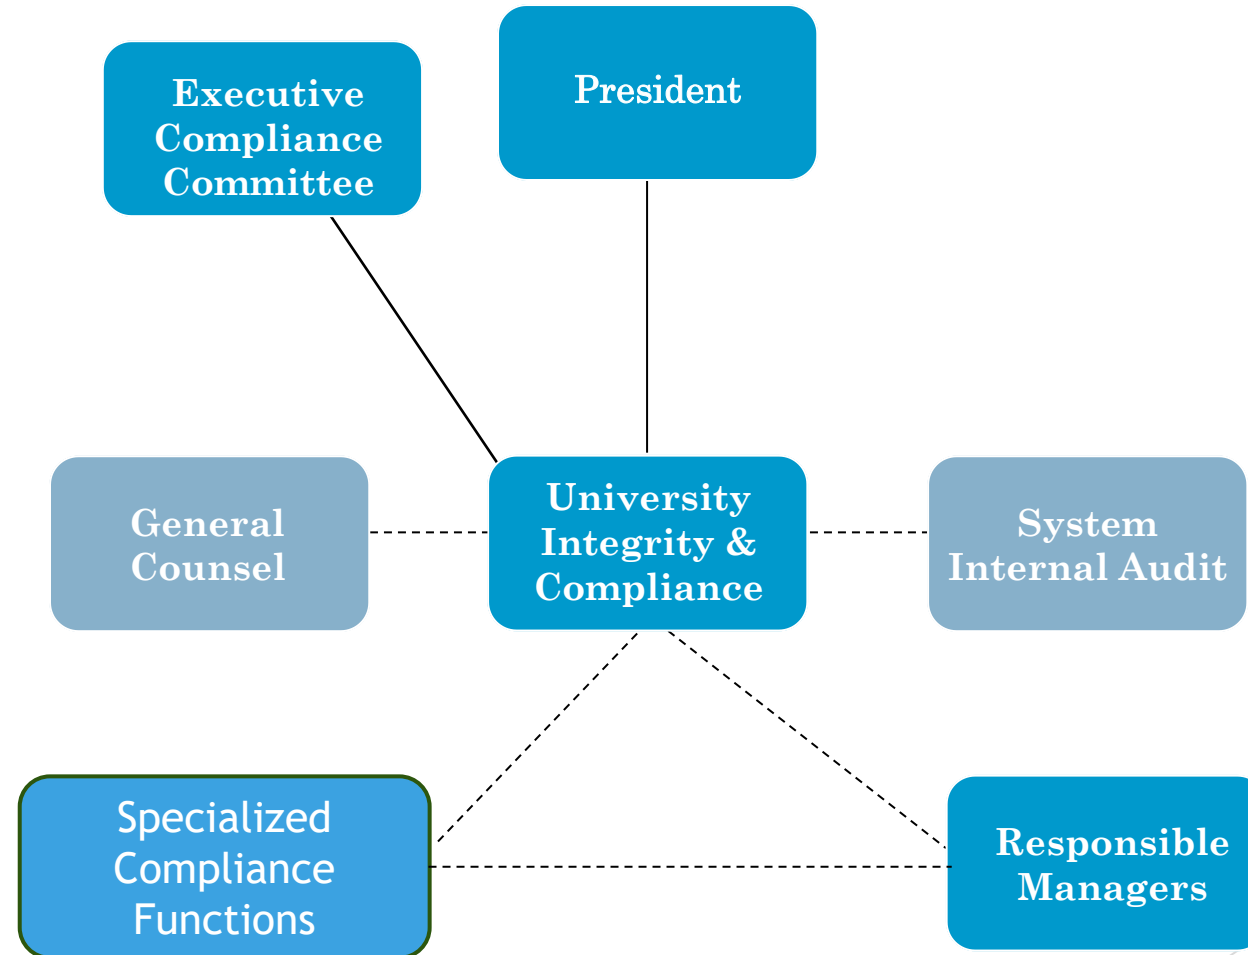 Executive
Compliance
Committee
President
General
Counsel
University
Integrity &
Compliance
System
Internal Audit
Specialized
Compliance
Functions
Responsible
Managers